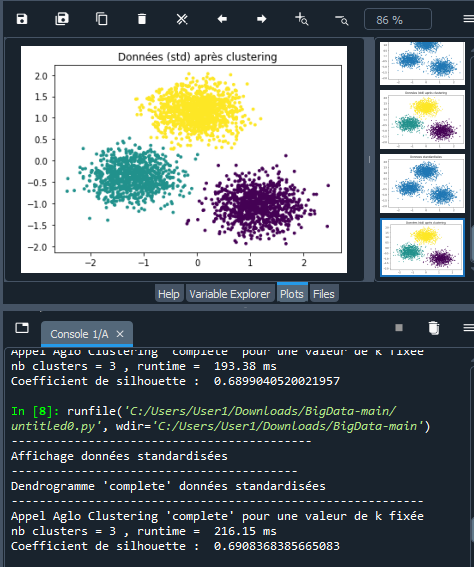 86 %
Données (std) après clustering
2.0
1.5
1.0
0.5
0.0
−0.5
−1.0
−1.5
−2.0
−2 −1 0 1 2
Help Variable Explorer Plots Files
Console 1/A
Appel Aglo Clustering 'complete' pour une valeur de k fixée
nb clusters = 3 , runtime =  193.38 ms
Coefficient de silhouette :  0.6899040520021957
In [8]: runfile('C:/Users/User1/Downloads/BigData-main/
untitled0.py', wdir='C:/Users/User1/Downloads/BigData-main')
-----------------------------------------
Affichage données standardisées
---------------------------------------
Dendrogramme 'complete' données standardisées
--------------------------------------------------------
Appel Aglo Clustering 'complete' pour une valeur de k fixée
nb clusters = 3 , runtime =  216.15 ms
Coefficient de silhouette :  0.6908368385665083